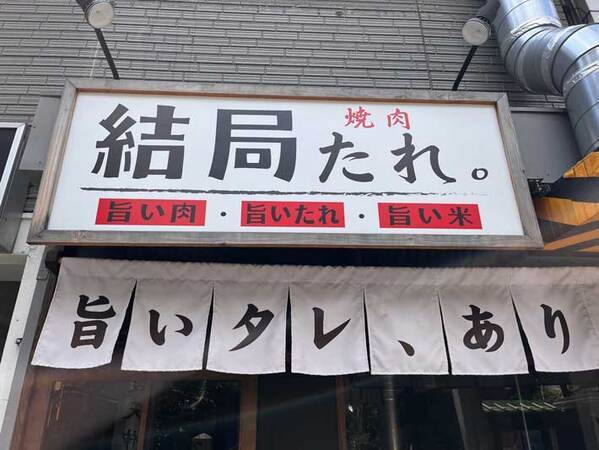 焼肉
結局たれ。
旨い肉・旨いたれ・旨い米
旨いタレ、あり